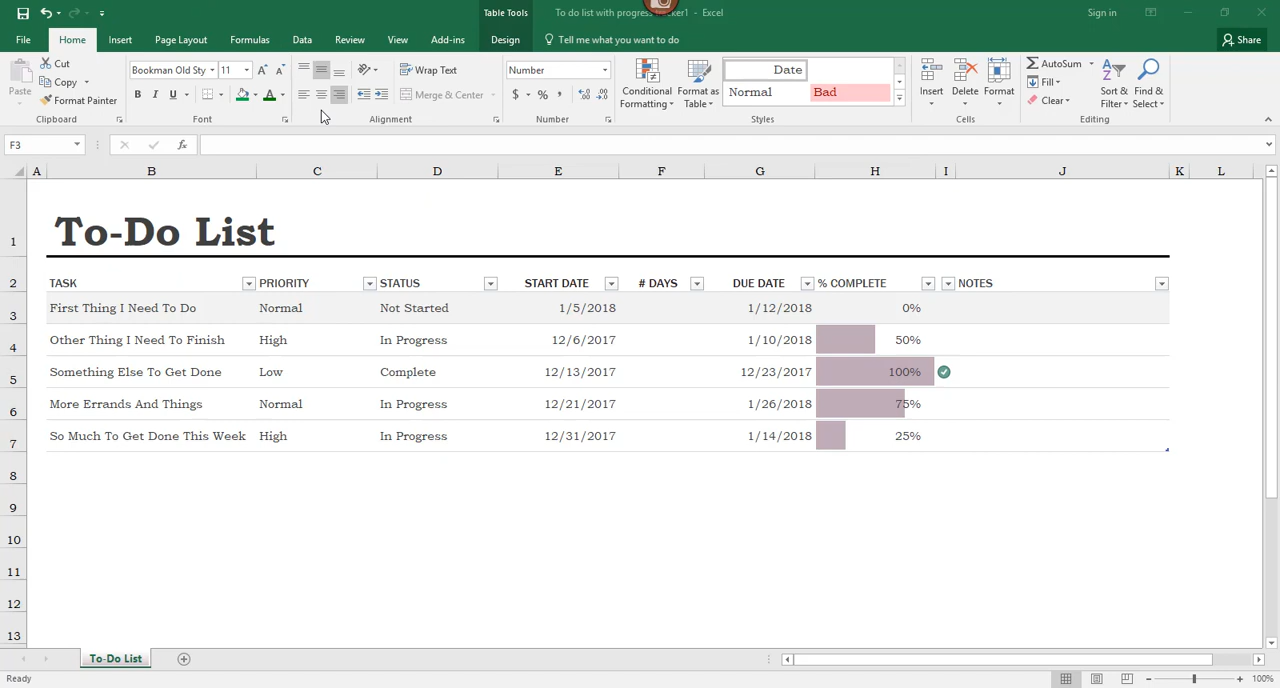 Table Tools
To do list with progress tracker1 - Excel
Sign in
File Home Insert Page Layout Formulas Data Review View Add-ins Design Tell me what you want to do Share
Paste
Cut
Copy
Format Painter
Clipboard
Bookman Old Sty 11
B I U
Font
Wrap Text
Merge & Center
Alignment
Number
$ % ,
Number
Conditional Formatting
Format as Table
Date
Normal Bad
Styles
Insert Delete Format
Cells
AutoSum
Fill
Clear
Sort & Filter
Find & Select
Editing
F3 fx
A B C D E F G H I J K L
1 To-Do List
2 TASK PRIORITY STATUS START DATE # DAYS DUE DATE % COMPLETE NOTES
3 First Thing I Need To Do Normal Not Started 1/5/2018 1/12/2018 0%
4 Other Thing I Need To Finish High In Progress 12/6/2017 1/10/2018 50%
5 Something Else To Get Done Low Complete 12/13/2017 12/23/2017 100%
6 More Errands And Things Normal In Progress 12/21/2017 1/26/2018 75%
7 So Much To Get Done This Week High In Progress 12/31/2017 1/14/2018 25%
8
9
10
11
12
13
To-Do List
Ready
100%